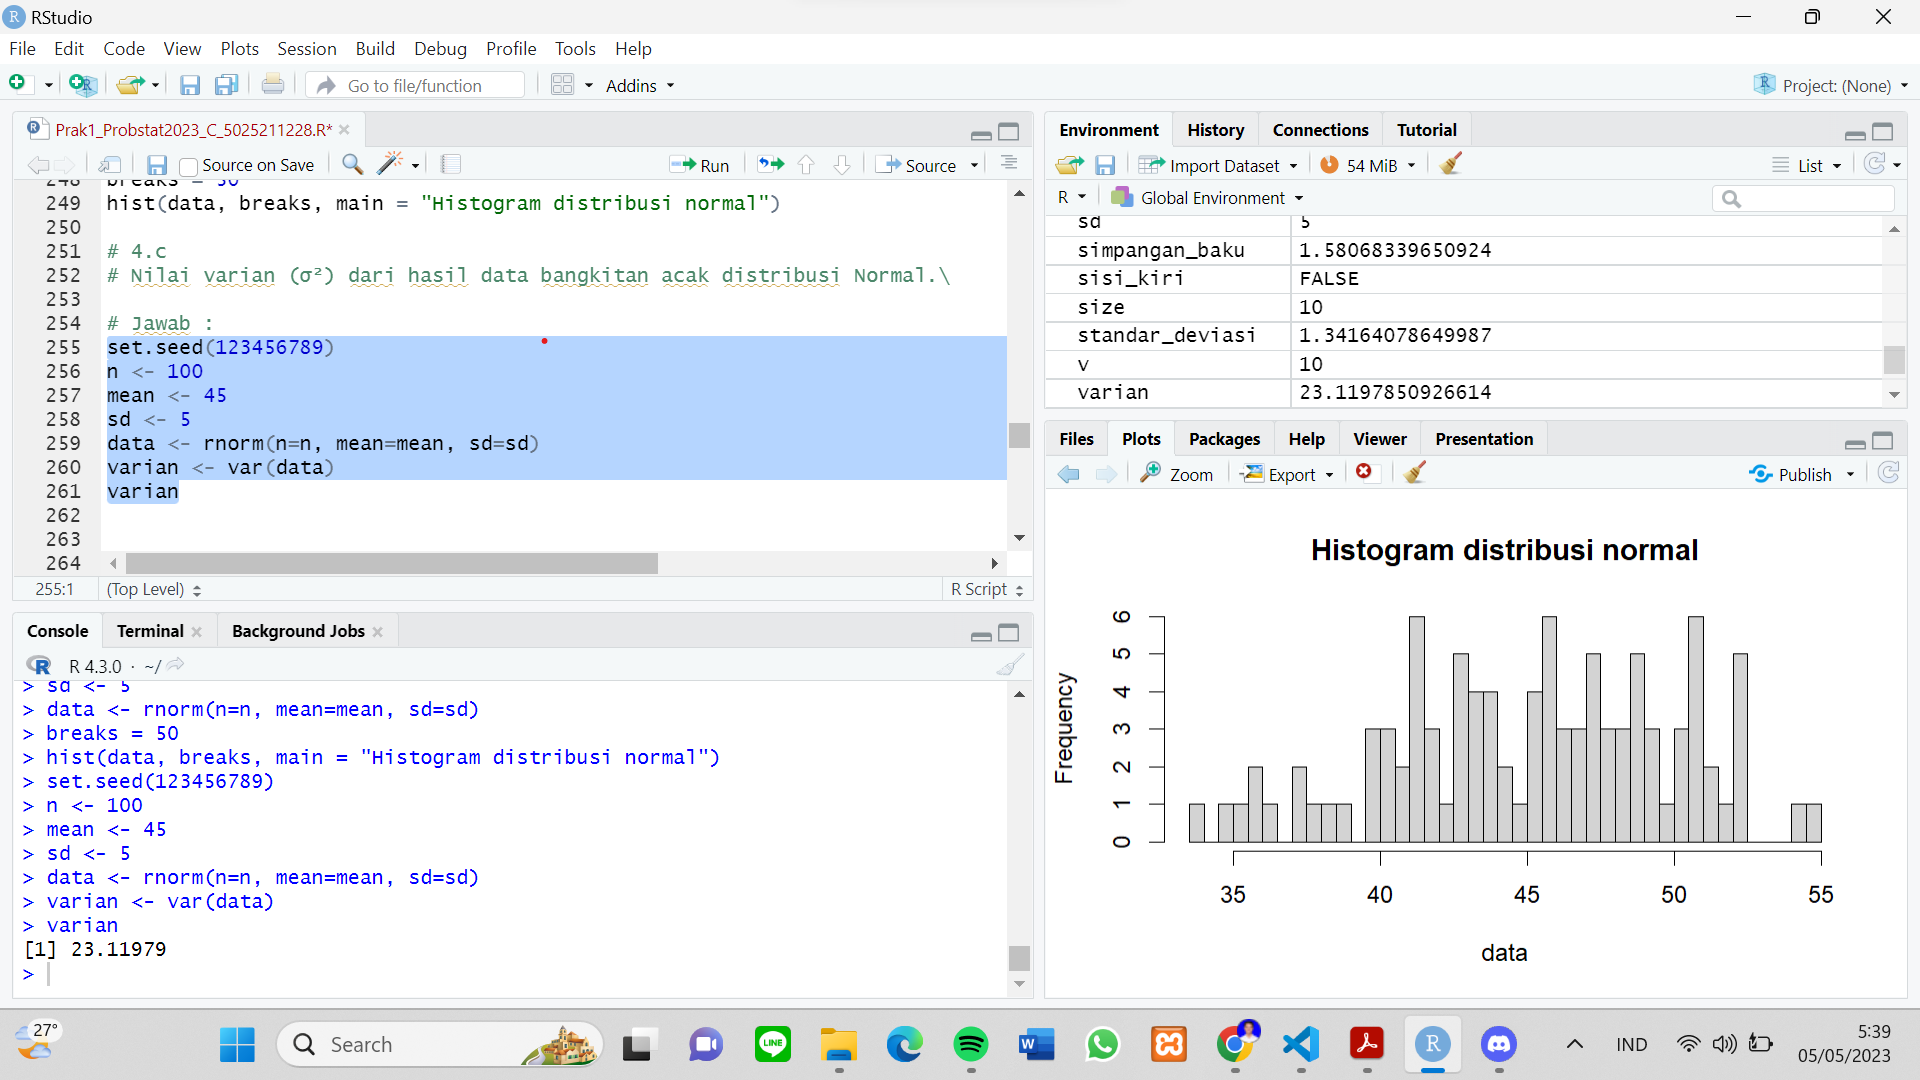 RStudio
File Edit Code View Plots Session Build Debug Profile Tools Help
Go to file/function Addins Project: (None)
Prak1_Probstat2023_C_5025211228.R*
Source on Save Run Source
248 breaks = 50
249 hist(data, breaks, main = "Histogram distribusi normal")
250
251 # 4.c
252 # Nilai varian (σ²) dari hasil data bangkitan acak distribusi Normal.\
253
254 # Jawab :
255 set.seed(123456789)
256 n <- 100
257 mean <- 45
258 sd <- 5
259 data <- rnorm(n=n, mean=mean, sd=sd)
260 varian <- var(data)
261 varian
262
263
264
255:1 (Top Level) R Script
Console Terminal Background Jobs
R 4.3.0 · ~/
> sd <- 5
> data <- rnorm(n=n, mean=mean, sd=sd)
> breaks = 50
> hist(data, breaks, main = "Histogram distribusi normal")
> set.seed(123456789)
> n <- 100
> mean <- 45
> sd <- 5
> data <- rnorm(n=n, mean=mean, sd=sd)
> varian <- var(data)
> varian
[1] 23.11979
>
Environment History Connections Tutorial
Import Dataset 54 MiB List
R Global Environment
sd 5
simpangan_baku 1.58068339650924
sisi_kiri FALSE
size 10
standar_deviasi 1.34164078649987
v 10
varian 23.1197850926614
Files Plots Packages Help Viewer Presentation
Zoom Export Publish
Histogram distribusi normal
Frequency
0 1 2 3 4 5 6
35 40 45 50 55
data
27°
Search
LINE
W
R
IND
5:39
05/05/2023